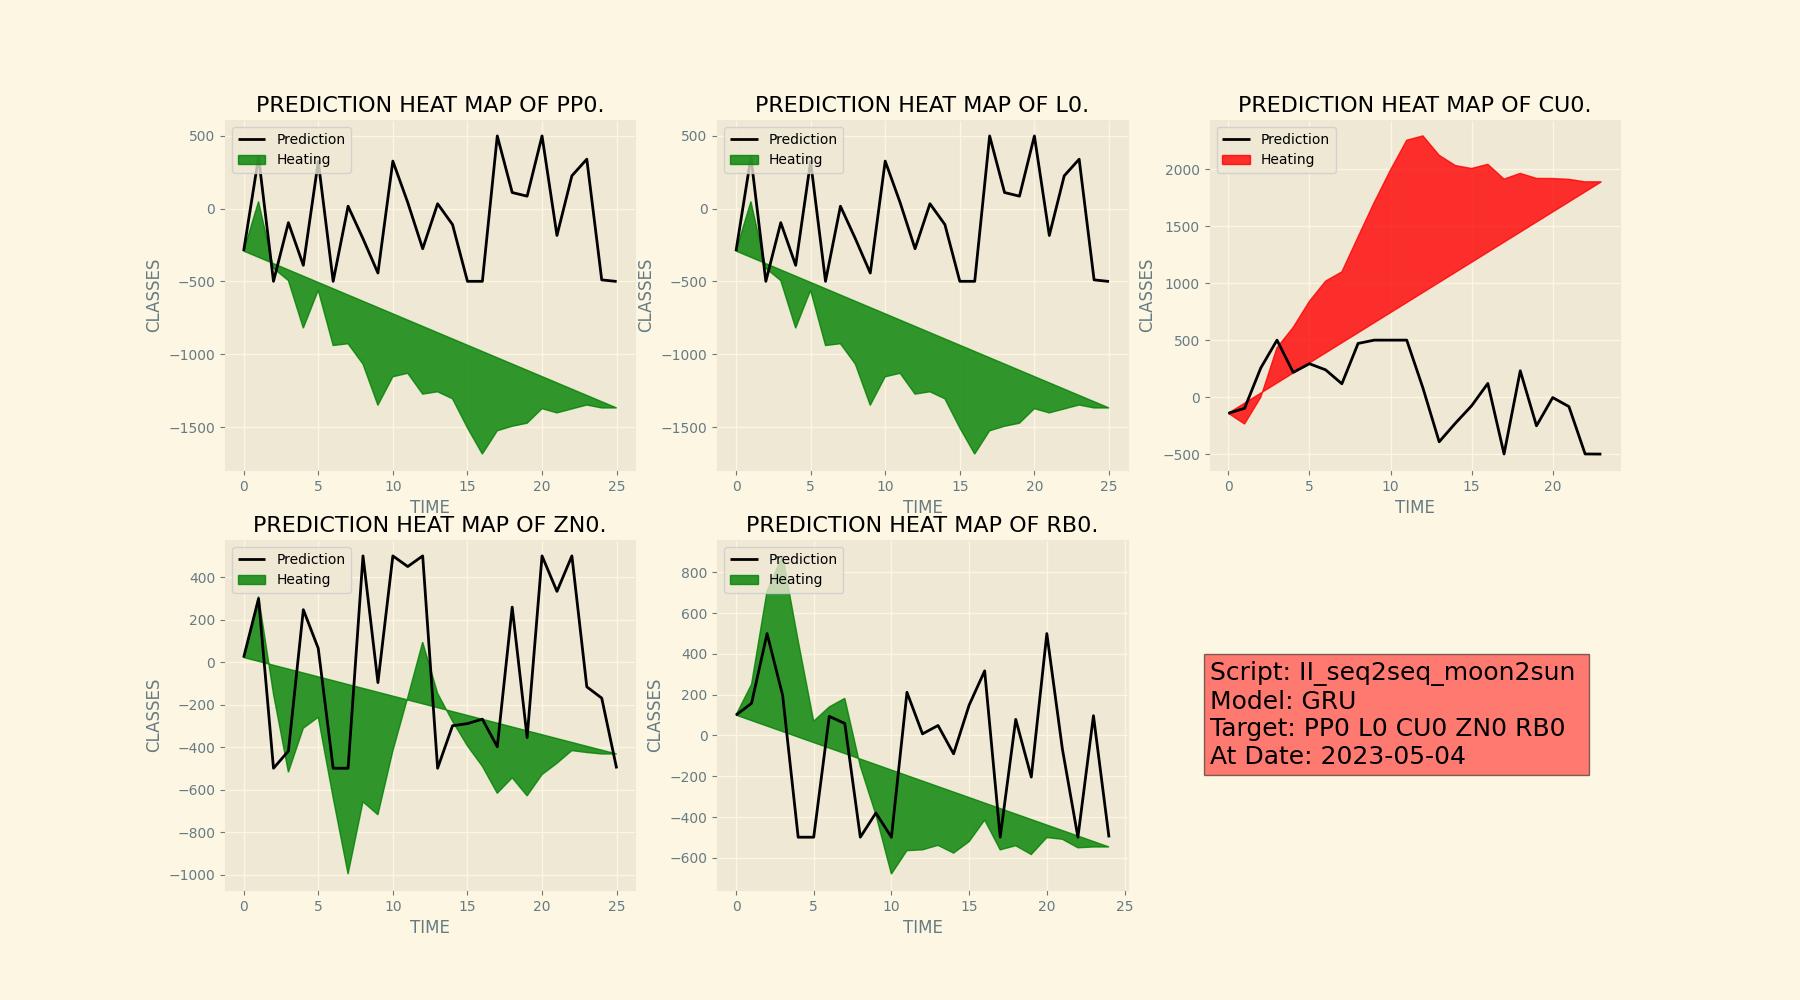 PREDICTION HEAT MAP OF PP0.
Prediction
Heating
500
0
−500
−1000
−1500
CLASSES
0 5 10 15 20 25
TIME
PREDICTION HEAT MAP OF L0.
Prediction
Heating
500
0
−500
−1000
−1500
CLASSES
0 5 10 15 20 25
TIME
PREDICTION HEAT MAP OF CU0.
Prediction
Heating
2000
1500
1000
500
0
−500
CLASSES
0 5 10 15 20
TIME
PREDICTION HEAT MAP OF ZN0.
Prediction
Heating
400
200
0
−200
−400
−600
−800
−1000
CLASSES
0 5 10 15 20 25
TIME
PREDICTION HEAT MAP OF RB0.
Prediction
Heating
800
600
400
200
0
−200
−400
−600
CLASSES
0 5 10 15 20 25
TIME
Script: II_seq2seq_moon2sun
Model: GRU
Target: PP0 L0 CU0 ZN0 RB0
At Date: 2023-05-04